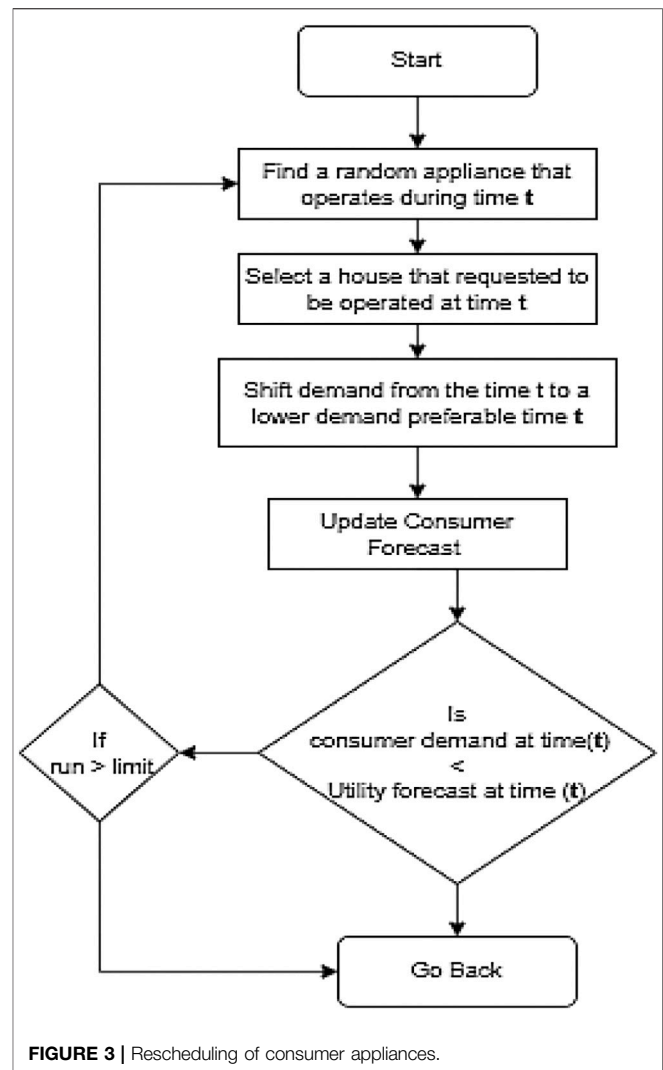 Start
Find a random appliance that
operates during time t
Select a house that requested to
be operated at time t
Shift demand from the time t to a
lower demand preferable time t
Update Consumer
Forecast
Is
consumer demand at time(t)
<
Utility forecast at time (t)
If
run > limit
Go Back
FIGURE 3 | Rescheduling of consumer appliances.